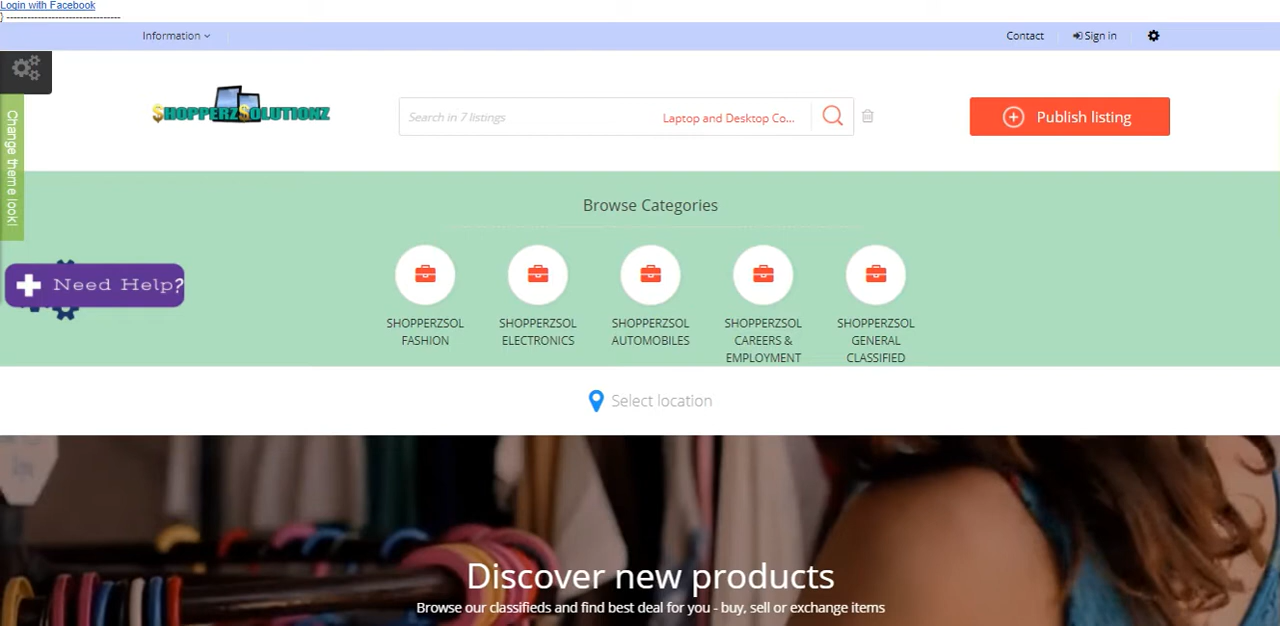 Login with Facebook
} ---------------------------------
Information
Contact
Sign in
Change theme look!
$HOPPERZ$OLUTIONZ
Search in 7 listings
Laptop and Desktop Co...
Publish listing
Browse Categories
Need Help?
SHOPPERZSOL
FASHION
SHOPPERZSOL
ELECTRONICS
SHOPPERZSOL
AUTOMOBILES
SHOPPERZSOL
CAREERS &
EMPLOYMENT
SHOPPERZSOL
GENERAL
CLASSIFIED
Select location
Discover new products
Browse our classifieds and find best deal for you - buy, sell or exchange items